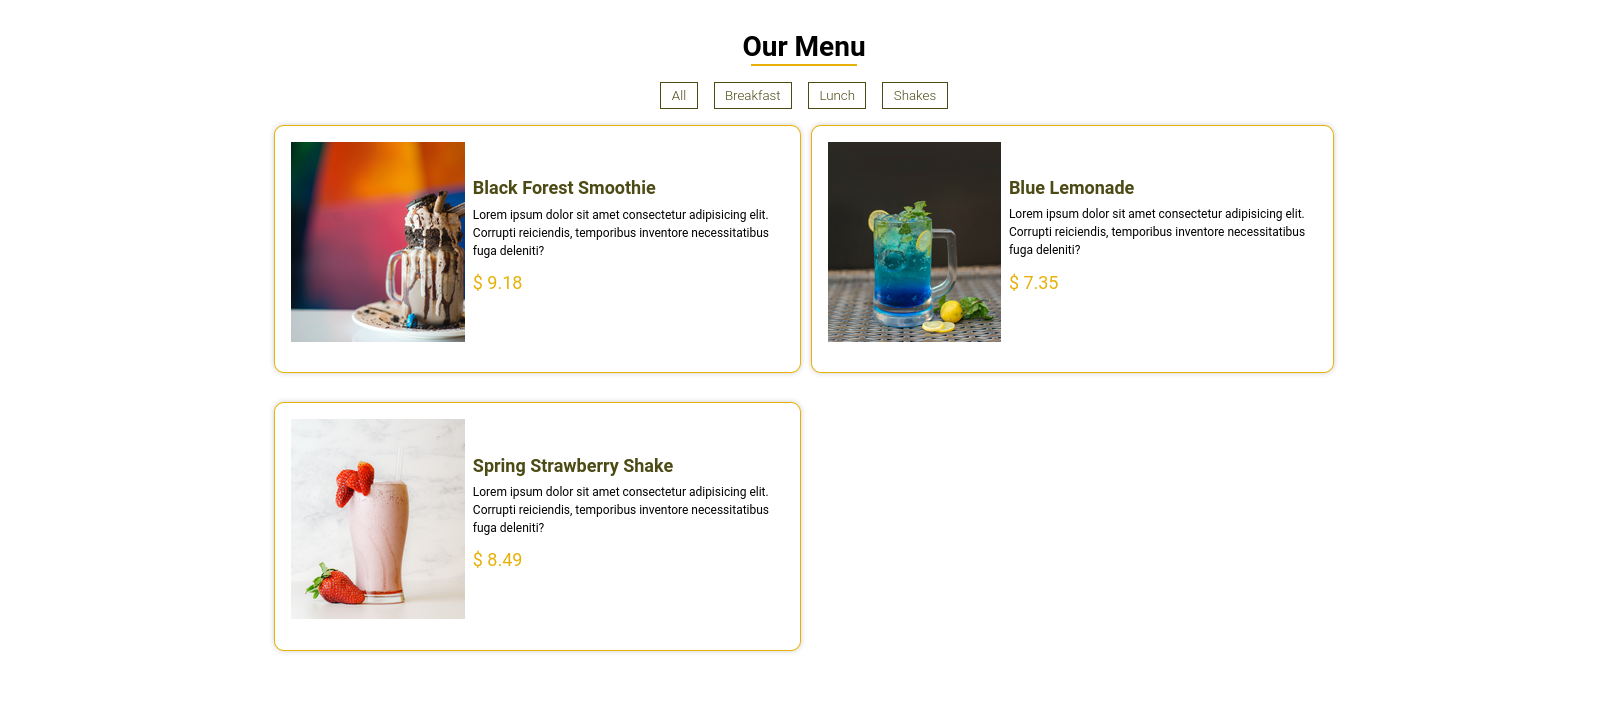 Our Menu
All
Breakfast
Lunch
Shakes
Black Forest Smoothie
Lorem ipsum dolor sit amet consectetur adipisicing elit.
Corrupti reiciendis, temporibus inventore necessitatibus
fuga deleniti?
$ 9.18
Blue Lemonade
Lorem ipsum dolor sit amet consectetur adipisicing elit.
Corrupti reiciendis, temporibus inventore necessitatibus
fuga deleniti?
$ 7.35
Spring Strawberry Shake
Lorem ipsum dolor sit amet consectetur adipisicing elit.
Corrupti reiciendis, temporibus inventore necessitatibus
fuga deleniti?
$ 8.49